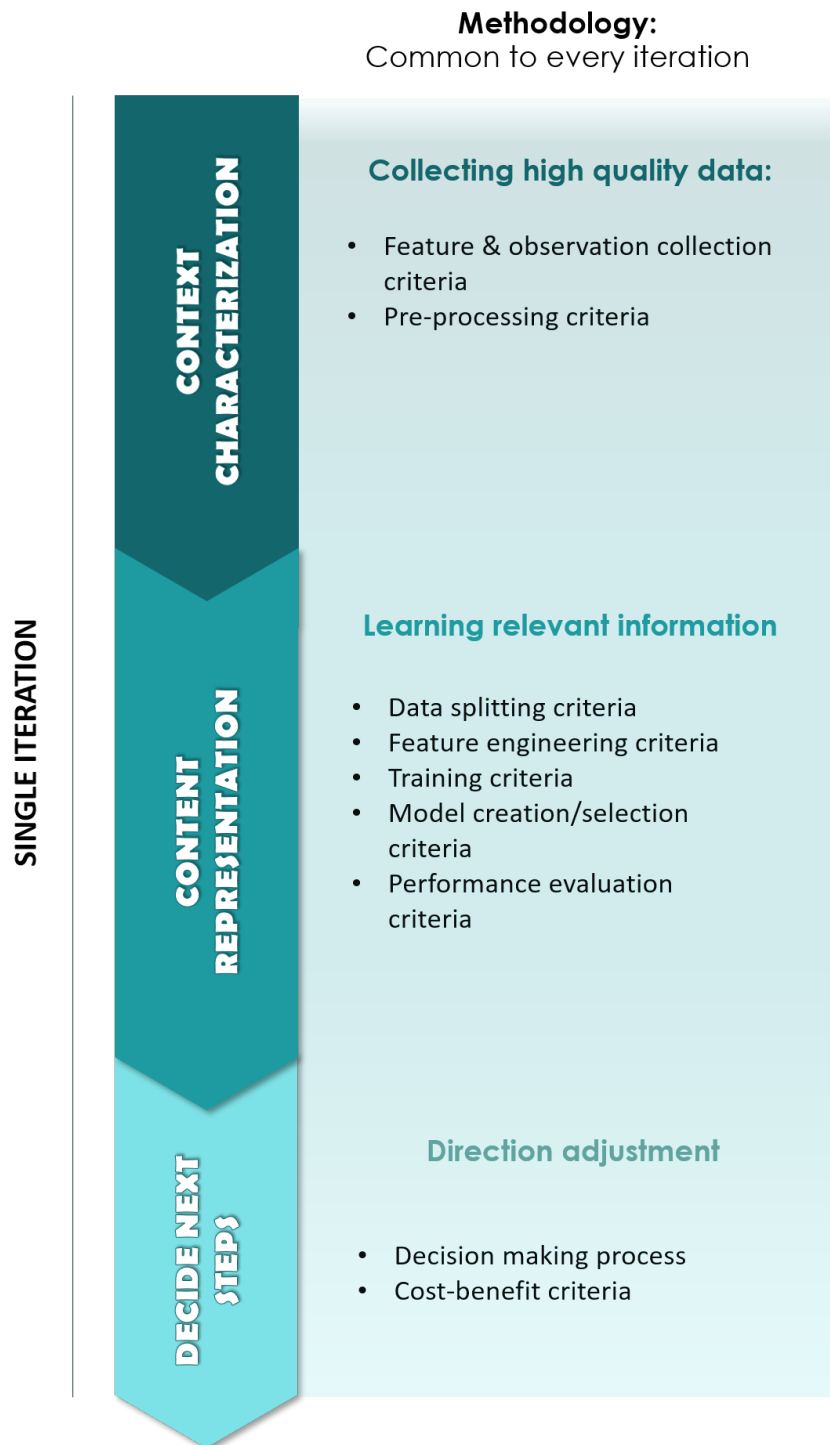 Methodology:
Common to every iteration
SINGLE ITERATION
CONTEXT
CHARACTERIZATION
Collecting high quality data:
• Feature & observation collection
criteria
• Pre-processing criteria
CONTENT
REPRESENTATION
Learning relevant information
• Data splitting criteria
• Feature engineering criteria
• Training criteria
• Model creation/selection
criteria
• Performance evaluation
criteria
DECIDE NEXT
STEPS
Direction adjustment
• Decision making process
• Cost-benefit criteria